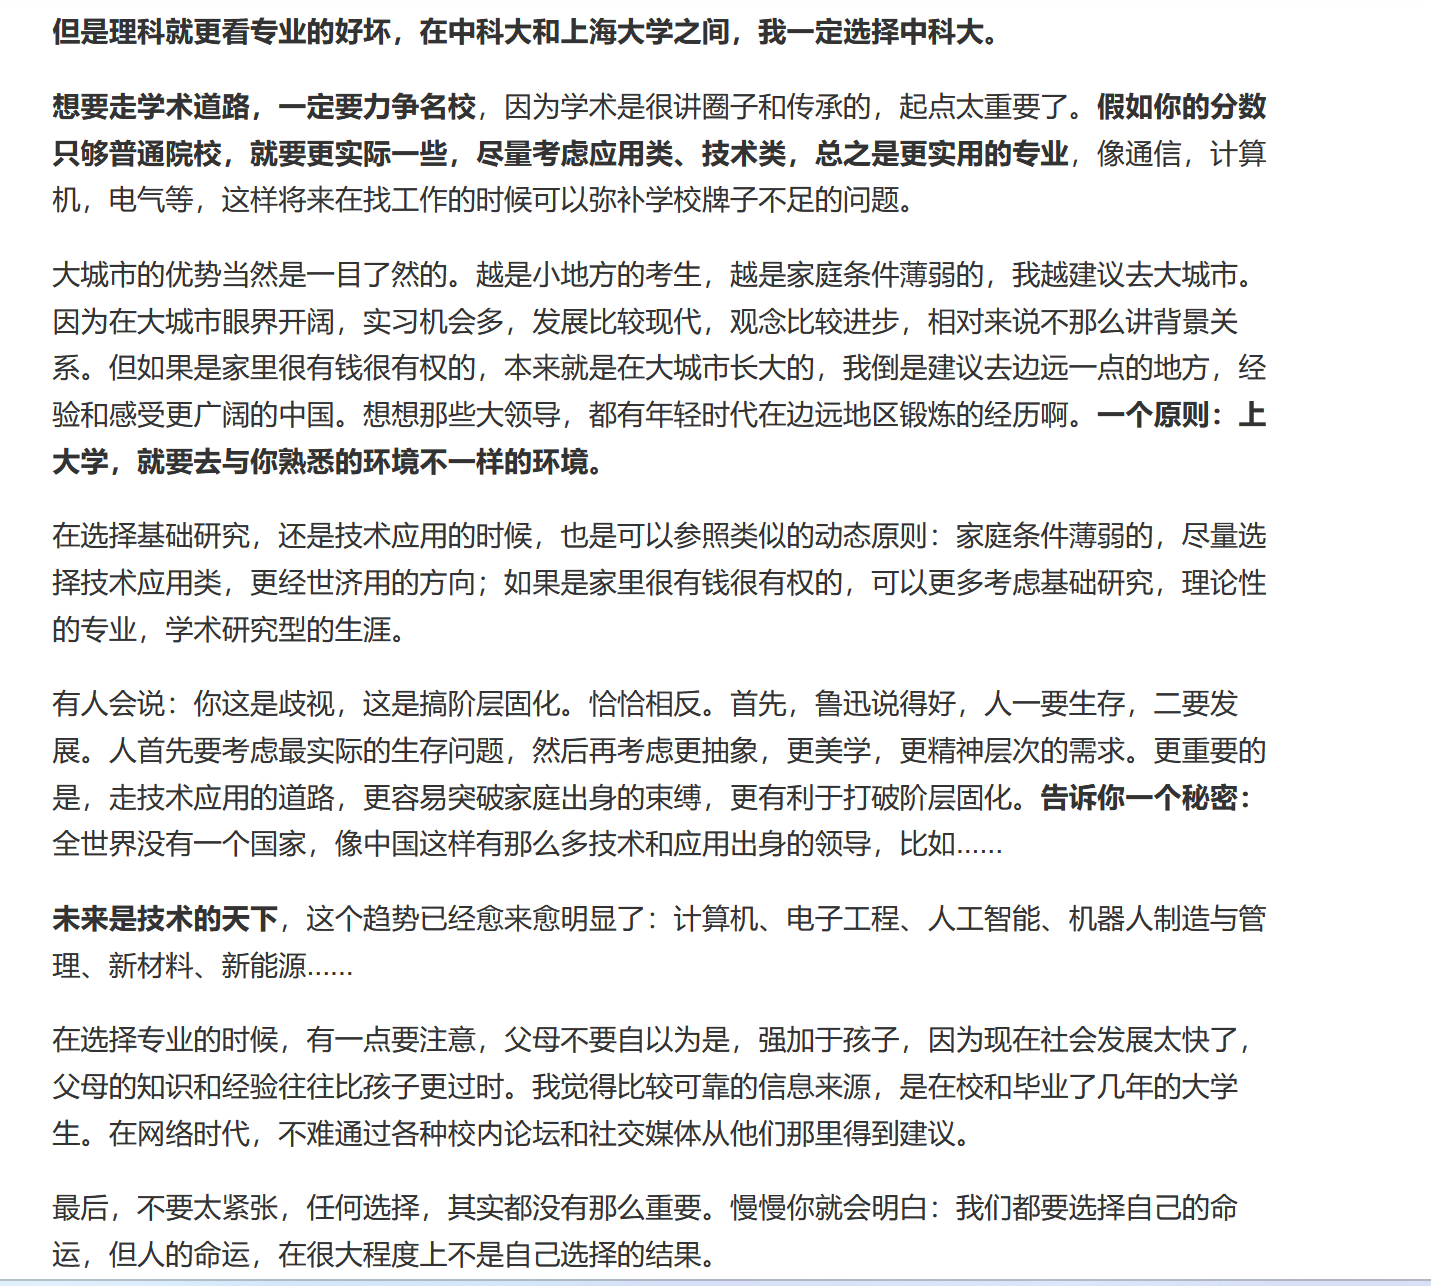 但是理科就更看专业的好坏，在中科大和上海大学之间，我一定选择中科大。
想要走学术道路，一定要力争名校，因为学术是很讲圈子和传承的，起点太重要了。假如你的分数
只够普通院校，就要更实际一些，尽量考虑应用类、技术类，总之是更实用的专业，像通信，计算
机，电气等，这样将来在找工作的时候可以弥补学校牌子不足的问题。
大城市的优势当然是一目了然的。越是小地方的考生，越是家庭条件薄弱的，我越建议去大城市。
因为在大城市眼界开阔，实习机会多，发展比较现代，观念比较进步，相对来说不那么讲背景关
系。但如果是家里很有钱很有权的，本来就是在大城市长大的，我倒是建议去边远一点的地方，经
验和感受更广阔的中国。想想那些大领导，都有年轻时代在边远地区锻炼的经历啊。一个原则：上
大学，就要去与你熟悉的环境不一样的环境。
在选择基础研究，还是技术应用的时候，也是可以参照类似的动态原则：家庭条件薄弱的，尽量选
择技术应用类，更经世济用的方向；如果是家里很有钱很有权的，可以更多考虑基础研究，理论性
的专业，学术研究型的生涯。
有人会说：你这是歧视，这是搞阶层固化。恰恰相反。首先，鲁迅说得好，人一要生存，二要发
展。人首先要考虑最实际的生存问题，然后再考虑更抽象，更美学，更精神层次的需求。更重要的
是，走技术应用的道路，更容易突破家庭出身的束缚，更有利于打破阶层固化。告诉你一个秘密：
全世界没有一个国家，像中国这样有那么多技术和应用出身的领导，比如......
未来是技术的天下，这个趋势已经愈来愈明显了：计算机、电子工程、人工智能、机器人制造与管
理、新材料、新能源......
在选择专业的时候，有一点要注意，父母不要自以为是，强加于孩子，因为现在社会发展太快了，
父母的知识和经验往往比孩子更过时。我觉得比较可靠的信息来源，是在校和毕业了几年的大学
生。在网络时代，不难通过各种校内论坛和社交媒体从他们那里得到建议。
最后，不要太紧张，任何选择，其实都没有那么重要。慢慢你就会明白：我们都要选择自己的命
运，但人的命运，在很大程度上不是自己选择的结果。